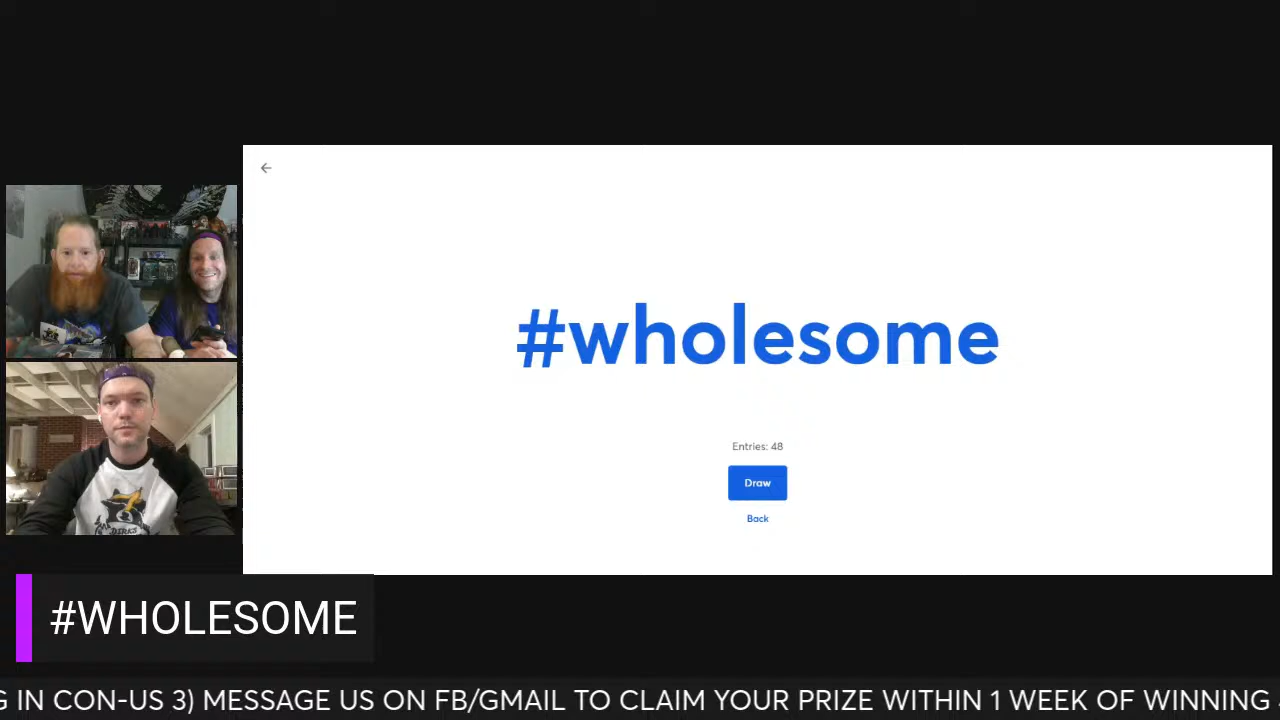 #wholesome
Entries: 48
Draw
Back
DIRKS
#WHOLESOME
G IN CON-US 3) MESSAGE US ON FB/GMAIL TO CLAIM YOUR PRIZE WITHIN 1 WEEK OF WINNING